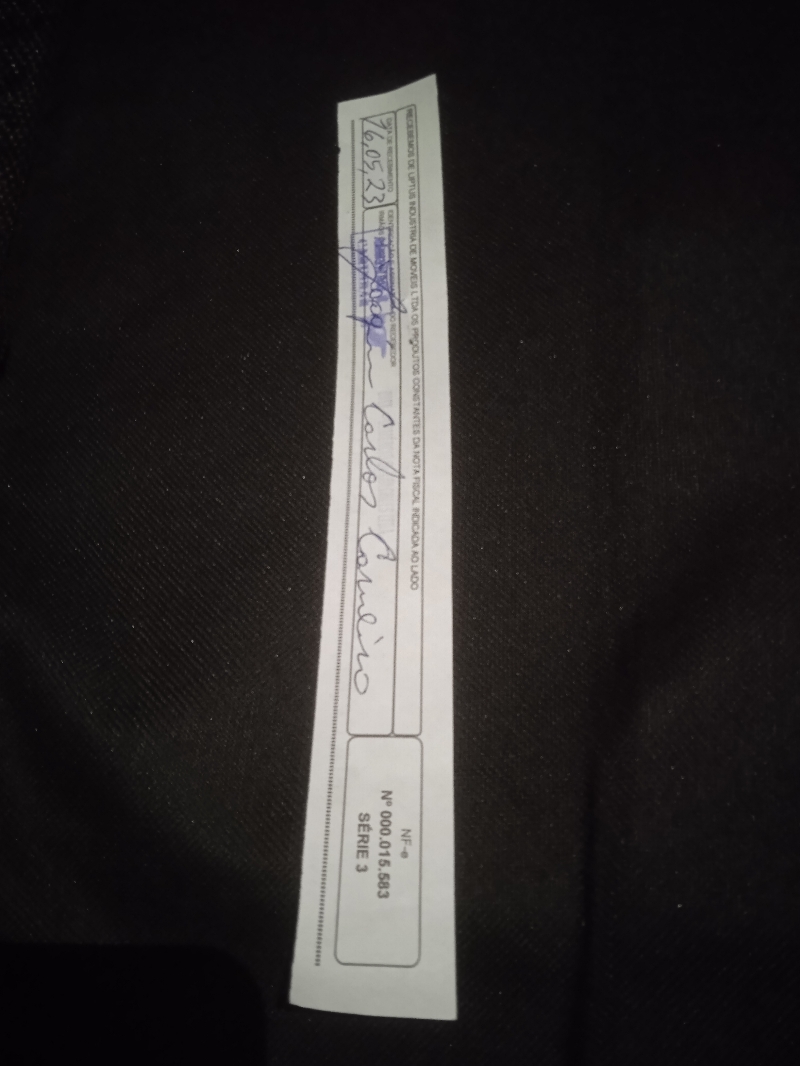 RECEBEMOS DE UPTUS INDUSTRIA DE MOVEIS LTDA OS PRODUTOS CONSTANTES DA NOTA FISCAL INDICADA AO LADO
DATA DE RECEBIMENTO
16,05,23
IDENTIFICAÇÃO E ASSINATURA DO RECEBEDOR
Carlos Carneiro
NF-e
Nº 000.015.583
SÉRIE 3